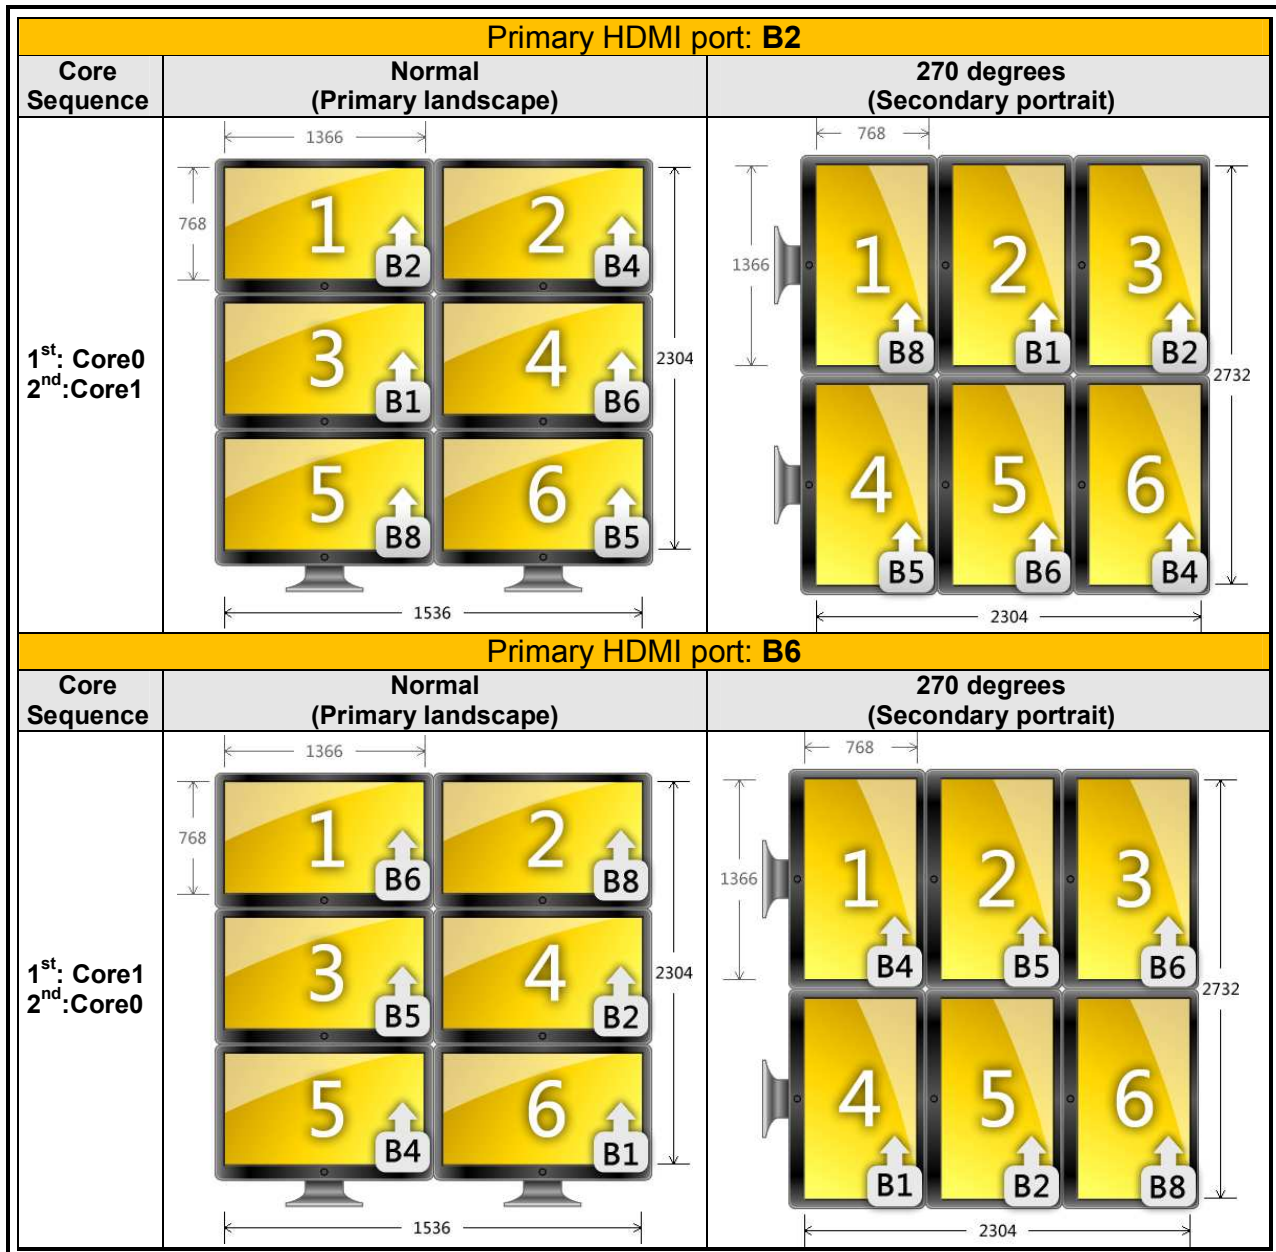 Primary HDMI port: B2
Core Sequence
Normal (Primary landscape)
270 degrees (Secondary portrait)
1st: Core0
2nd:Core1
1366
768
1 B2
2 B4
3 B1
4 B6
5 B8
6 B5
2304
1536
768
1366
1 B8
2 B1
3 B2
4 B5
5 B6
6 B4
2732
2304
Primary HDMI port: B6
Core Sequence
Normal (Primary landscape)
270 degrees (Secondary portrait)
1st: Core1
2nd:Core0
1366
768
1 B6
2 B8
3 B5
4 B2
5 B4
6 B1
2304
1536
768
1366
1 B4
2 B5
3 B6
4 B1
5 B2
6 B8
2732
2304